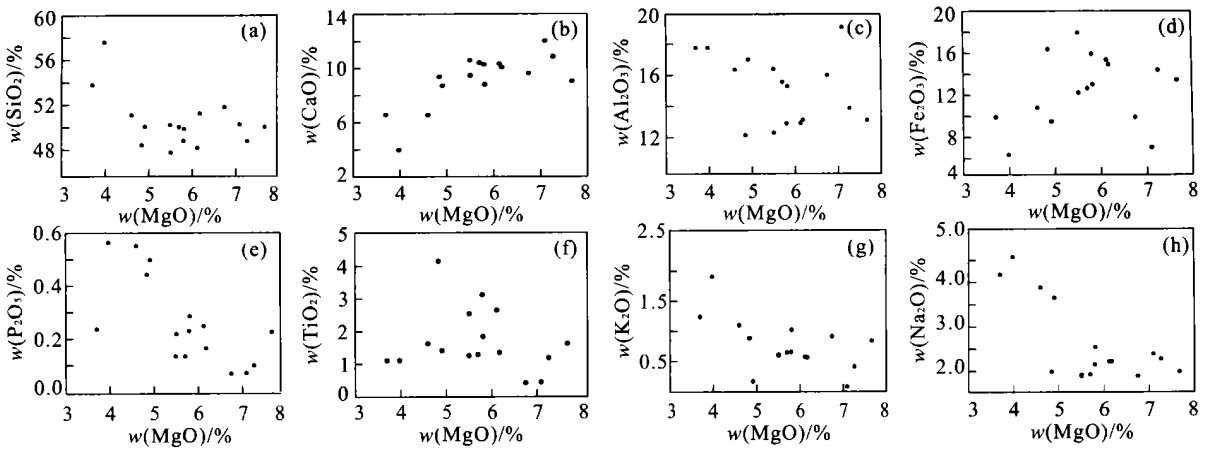 (a)
w(SiO₂)/%
60
56
52
48
3 4 5 6 7 8
w(MgO)/%
(b)
w(CaO)/%
14
10
6
2
3 4 5 6 7 8
w(MgO)/%
(c)
w(Al₂O₃)/%
20
16
12
3 4 5 6 7 8
w(MgO)/%
(d)
w(Fe₂O₃)/%)
20
16
12
8
4
3 4 5 6 7 8
w(MgO)/%
(e)
w(P₂O₅)/%
0.6
0.4
0.2
0.0
3 4 5 6 7 8
w(MgO)/%
(f)
w(TiO₂)/%
5
4
3
2
1
0
3 4 5 6 7 8
w(MgO)/%
(g)
w(K₂O)/%
2.5
1.5
0.5
3 4 5 6 7 8
w(MgO)/%
(h)
w(Na₂O)/%
5.0
4.0
3.0
2.0
3 4 5 6 7 8
w(MgO)/%